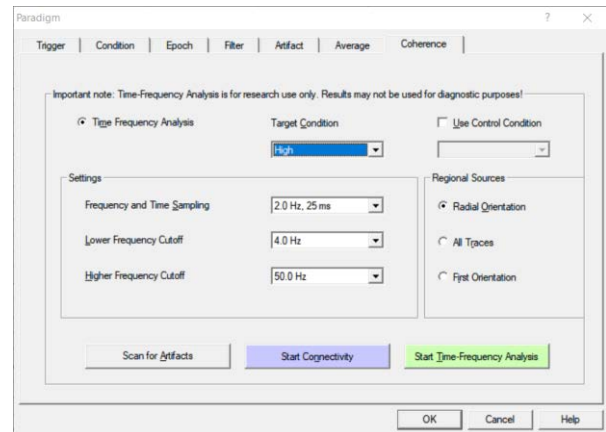 Paradigm
Trigger Condition Epoch Filter Artifact Average Coherence
Important note: Time-Frequency Analysis is for research use only. Results may not be used for diagnostic purposes!
Time Frequency Analysis Target Condition Use Control Condition
High
Settings Regional Sources
Frequency and Time Sampling 2.0 Hz, 25 ms Radial Orientation
Lower Frequency Cutoff 4.0 Hz All Traces
Higher Frequency Cutoff 50.0 Hz First Orientation
Scan for Artifacts Start Connectivity Start Time-Frequency Analysis
OK Cancel Help